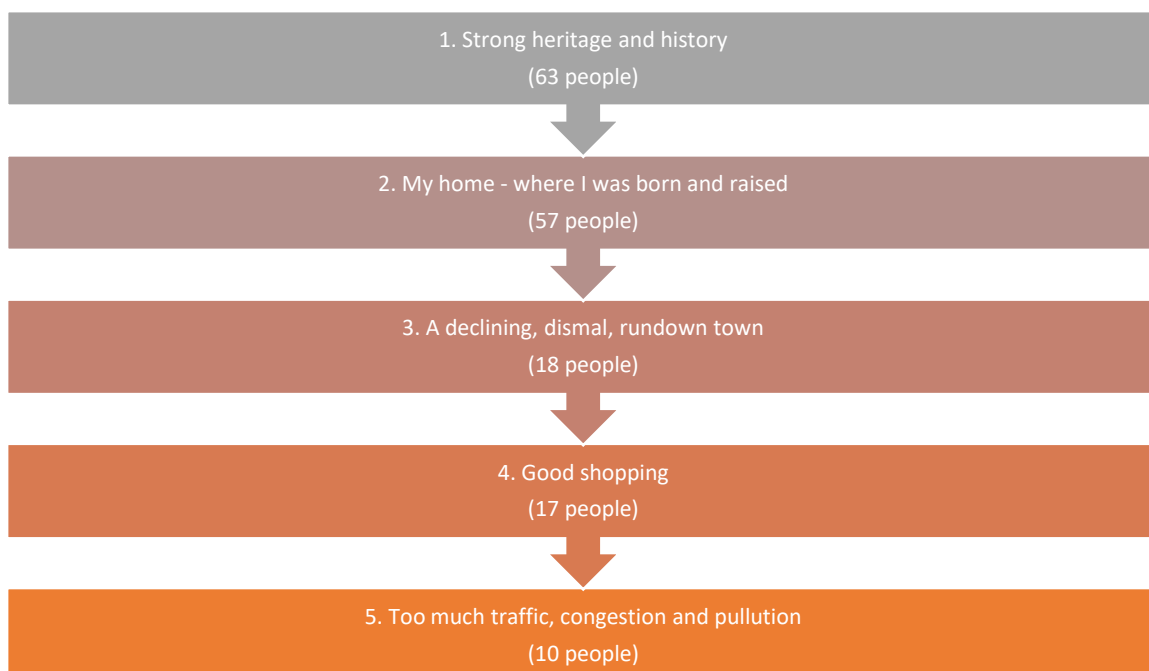 1. Strong heritage and history
(63 people)
2. My home - where I was born and raised
(57 people)
3. A declining, dismal, rundown town
(18 people)
4. Good shopping
(17 people)
5. Too much traffic, congestion and pullution
(10 people)